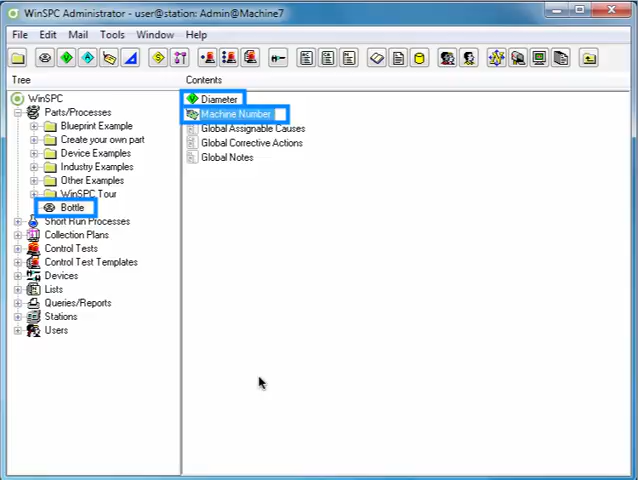 WinSPC Administrator - user@station: Admin@Machine7
File Edit Mail Tools Window Help
Tree
Contents
WinSPC
Parts/Processes
Blueprint Example
Create your own part
Device Examples
Industry Examples
Other Examples
WinSPC Tour
Bottle
Short Run Processes
Collection Plans
Control Tests
Control Test Templates
Devices
Lists
Queries/Reports
Stations
Users
Diameter
Machine Number
Global Assignable Causes
Global Corrective Actions
Global Notes